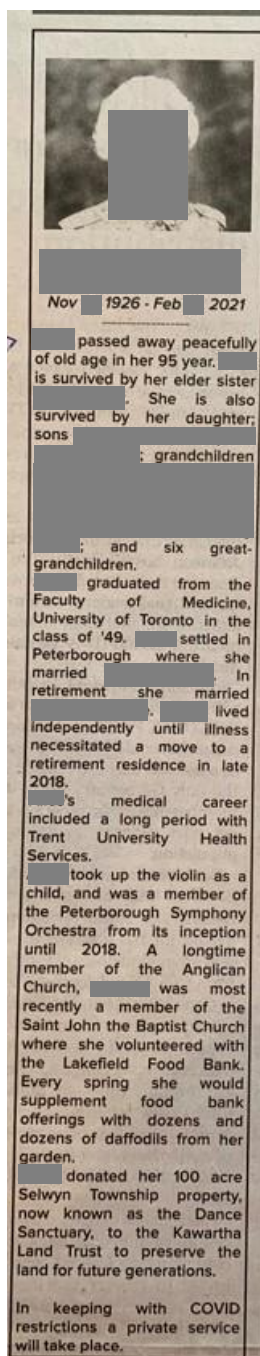 Nov 1926 - Feb 2021
passed away peacefully
of old age in her 95 year.
is survived by her elder sister
. She is also
survived by her daughter;
sons
; grandchildren
; and six great-
grandchildren.
graduated from the
Faculty of Medicine,
University of Toronto in the
class of '49. settled in
Peterborough where she
married . In
retirement she married
. lived
independently until illness
necessitated a move to a
retirement residence in late
2018.
's medical career
included a long period with
Trent University Health
Services.
took up the violin as a
child, and was a member of
the Peterborough Symphony
Orchestra from its inception
until 2018. A longtime
member of the Anglican
Church, was most
recently a member of the
Saint John the Baptist Church
where she volunteered with
the Lakefield Food Bank.
Every spring she would
supplement food bank
offerings with dozens and
dozens of daffodils from her
garden.
donated her 100 acre
Selwyn Township property,
now known as the Dance
Sanctuary, to the Kawartha
Land Trust to preserve the
land for future generations.
In keeping with COVID
restrictions a private service
will take place.